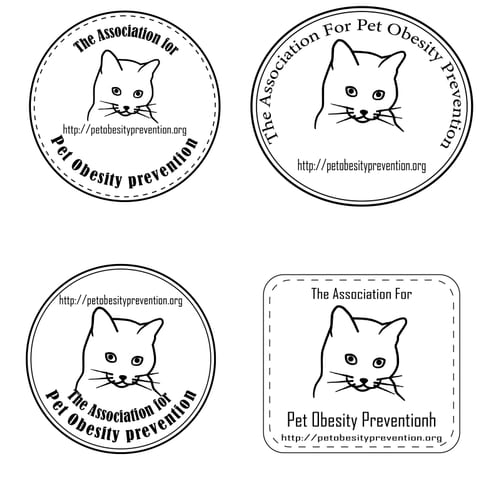 The Association for
http://petobesityprevention.org
Pet Obesity prevention
The Association For Pet Obesity Prevention
http://petobesityprevention.org
http://petobesityprevention.org
The Association for
Pet Obesity prevention
The Association For
Pet Obesity Preventionh
http://petobesityprevention.org